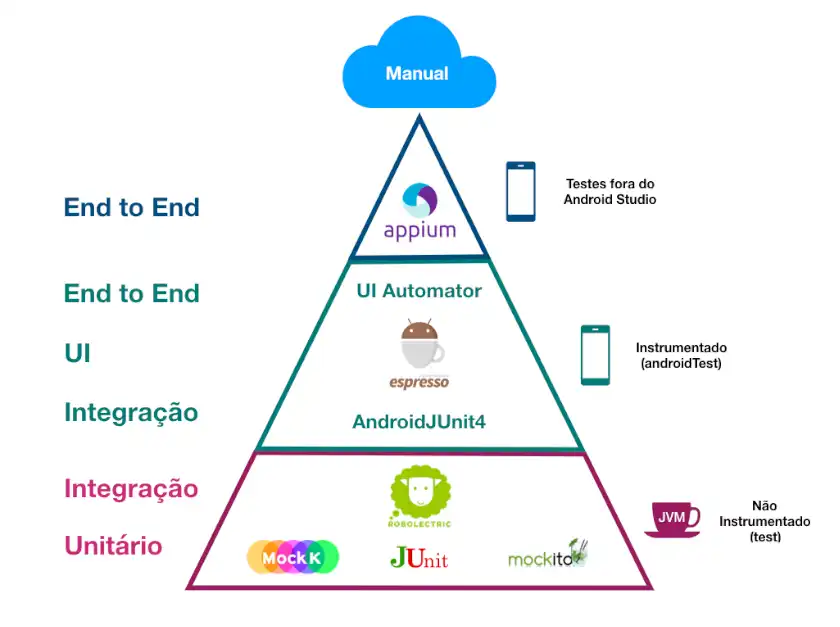 Manual
End to End
appium
Testes fora do
Android Studio
End to End
UI Automator
UI
espresso
Instrumentado
(androidTest)
Integração
AndroidJUnit4
Integração
ROBOLECTRIC
JVM
Não
Instrumentado
(test)
Unitário
MockK
JUnit
mockito